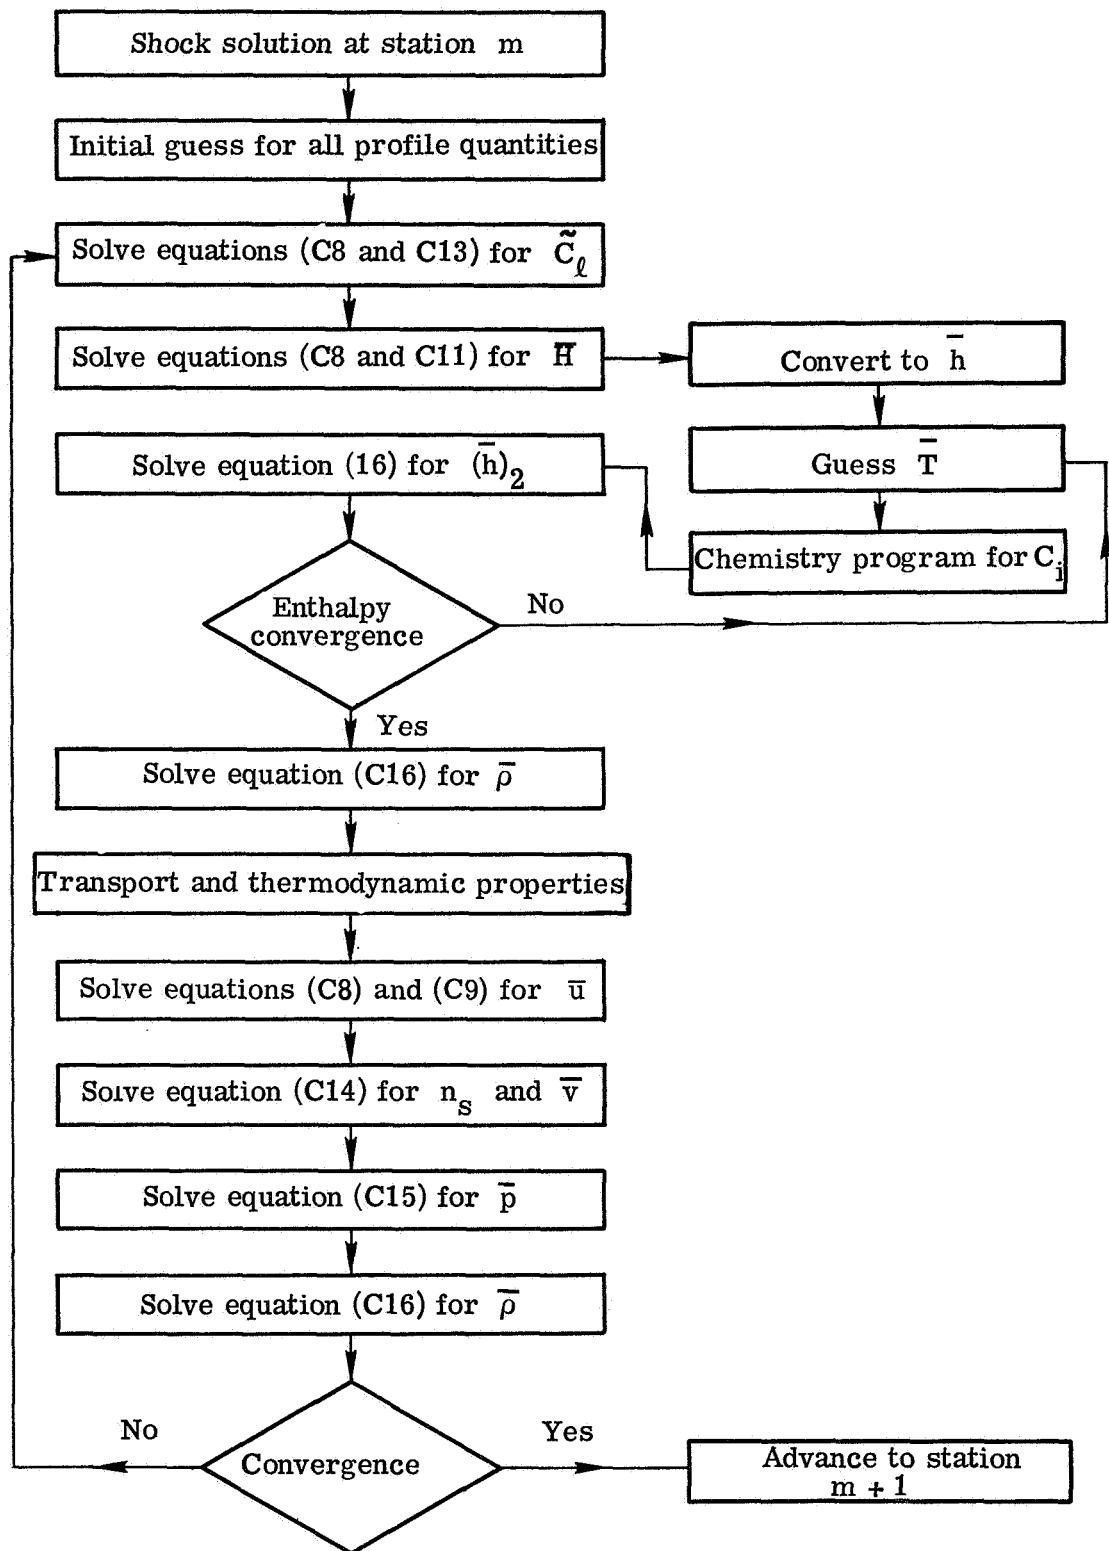 Shock solution at station m
Initial guess for all profile quantities
Solve equations (C8 and C13) for C̃ₗ
Solve equations (C8 and C11) for H̅
Convert to h̅
Guess T̅
Chemistry program for Cᵢ
Solve equation (16) for (h̅)₂
Enthalpy
convergence
No
Yes
Solve equation (C16) for ρ̅
Transport and thermodynamic properties
Solve equations (C8) and (C9) for u̅
Solve equation (C14) for nₛ and v̅
Solve equation (C15) for p̅
Solve equation (C16) for ρ̅
Convergence
No
Yes
Advance to station
m + 1